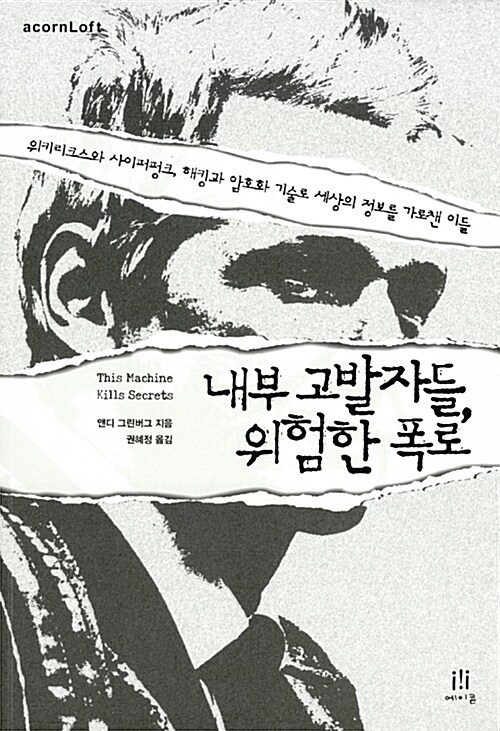 acornLoft
위키리크스와 사이퍼펑크, 해킹과 암호화 기술로 세상의 정보를 가로챈 이들
This Machine
Kills Secrets
내부 고발자들,
위험한 폭로
앤디 그린버그 지음
권혜정 옮김
에이콘